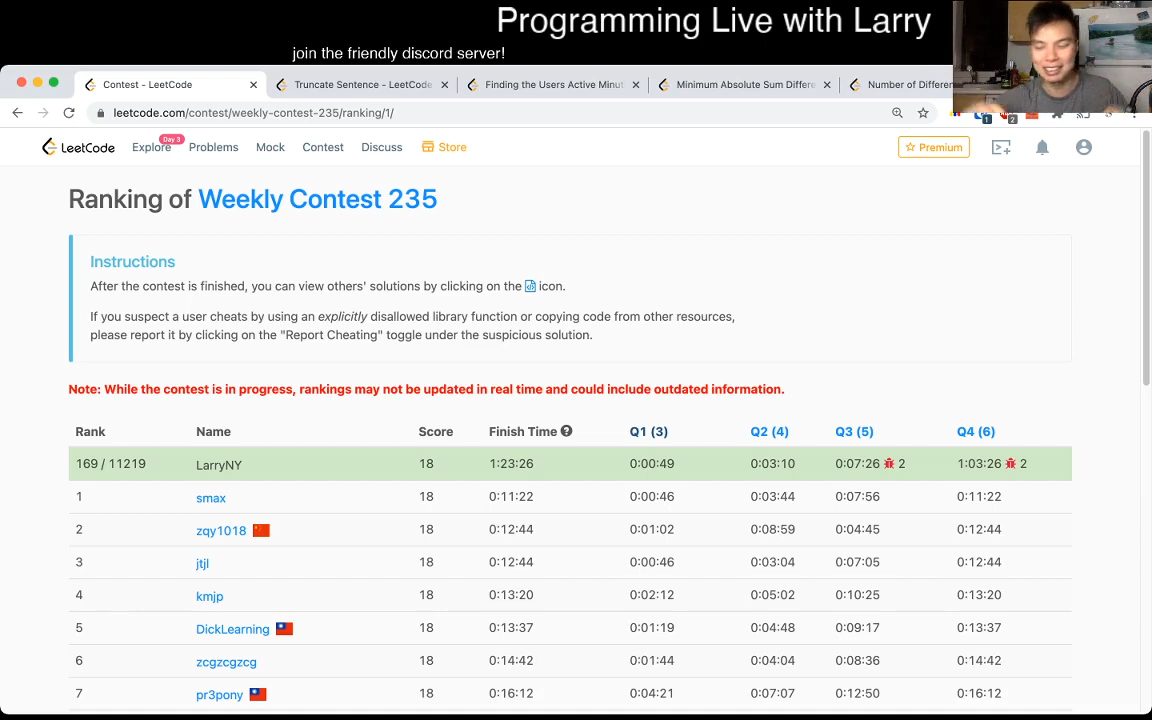 Programming Live with Larry
join the friendly discord server!
Contest - LeetCode
Truncate Sentence - LeetCode
Finding the Users Active Minut
Minimum Absolute Sum Differe
Number of Differen
leetcode.com/contest/weekly-contest-235/ranking/1/
LeetCode Explore Day 3 Problems Mock Contest Discuss Store Premium
Ranking of Weekly Contest 235
Instructions
After the contest is finished, you can view others' solutions by clicking on the icon.
If you suspect a user cheats by using an explicitly disallowed library function or copying code from other resources,
please report it by clicking on the "Report Cheating" toggle under the suspicious solution.
Note: While the contest is in progress, rankings may not be updated in real time and could include outdated information.
Rank Name Score Finish Time Q1 (3) Q2 (4) Q3 (5) Q4 (6)
169 / 11219 LarryNY 18 1:23:26 0:00:49 0:03:10 0:07:26 2 1:03:26 2
1 smax 18 0:11:22 0:00:46 0:03:44 0:07:56 0:11:22
2 zqy1018 18 0:12:44 0:01:02 0:08:59 0:04:45 0:12:44
3 jtjl 18 0:12:44 0:00:46 0:03:04 0:07:05 0:12:44
4 kmjp 18 0:13:20 0:02:12 0:05:02 0:10:25 0:13:20
5 DickLearning 18 0:13:37 0:01:19 0:04:48 0:09:17 0:13:37
6 zcgzcgzcg 18 0:14:42 0:01:44 0:04:04 0:08:36 0:14:42
7 pr3pony 18 0:16:12 0:04:21 0:07:07 0:12:50 0:16:12